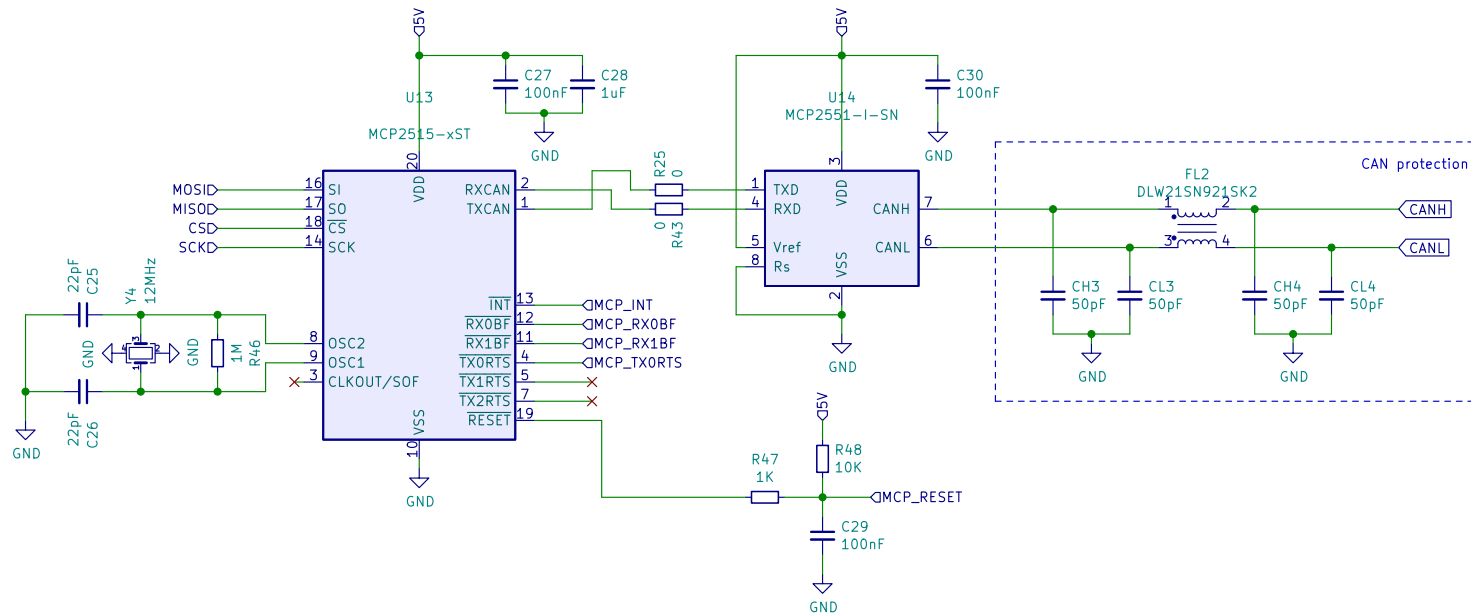 5V
5V
C27
100nF
C28
1uF
C30
100nF
U13
MCP2515-xST
GND
U14
MCP2551-I-SN
GND
CAN protection
FL2
DLW21SN921SK2
20
VDD
3
VDD
R25
0
MOSI
16
SI
RXCAN
2
1
TXD
MISO
17
SO
TXCAN
1
4
RXD
CANH
7
1
2
CANH
CS
18
CS
0
R43
SCK
14
SCK
5
Vref
CANL
6
3
4
CANL
8
Rs
VSS
2
22pF
C25
Y4
12MHz
INT
13
MCP_INT
CH3
50pF
CL3
50pF
CH4
50pF
CL4
50pF
RX0BF
12
MCP_RX0BF
8
OSC2
RX1BF
11
MCP_RX1BF
GND
GND
GND
3
4
2
1
GND
GND
1M
R46
9
OSC1
TX0RTS
4
MCP_TX0RTS
3
CLKOUT/SOF
TX1RTS
5
TX2RTS
7
RESET
19
22pF
C26
GND
VSS
10
GND
5V
R48
10K
R47
1K
MCP_RESET
C29
100nF
GND